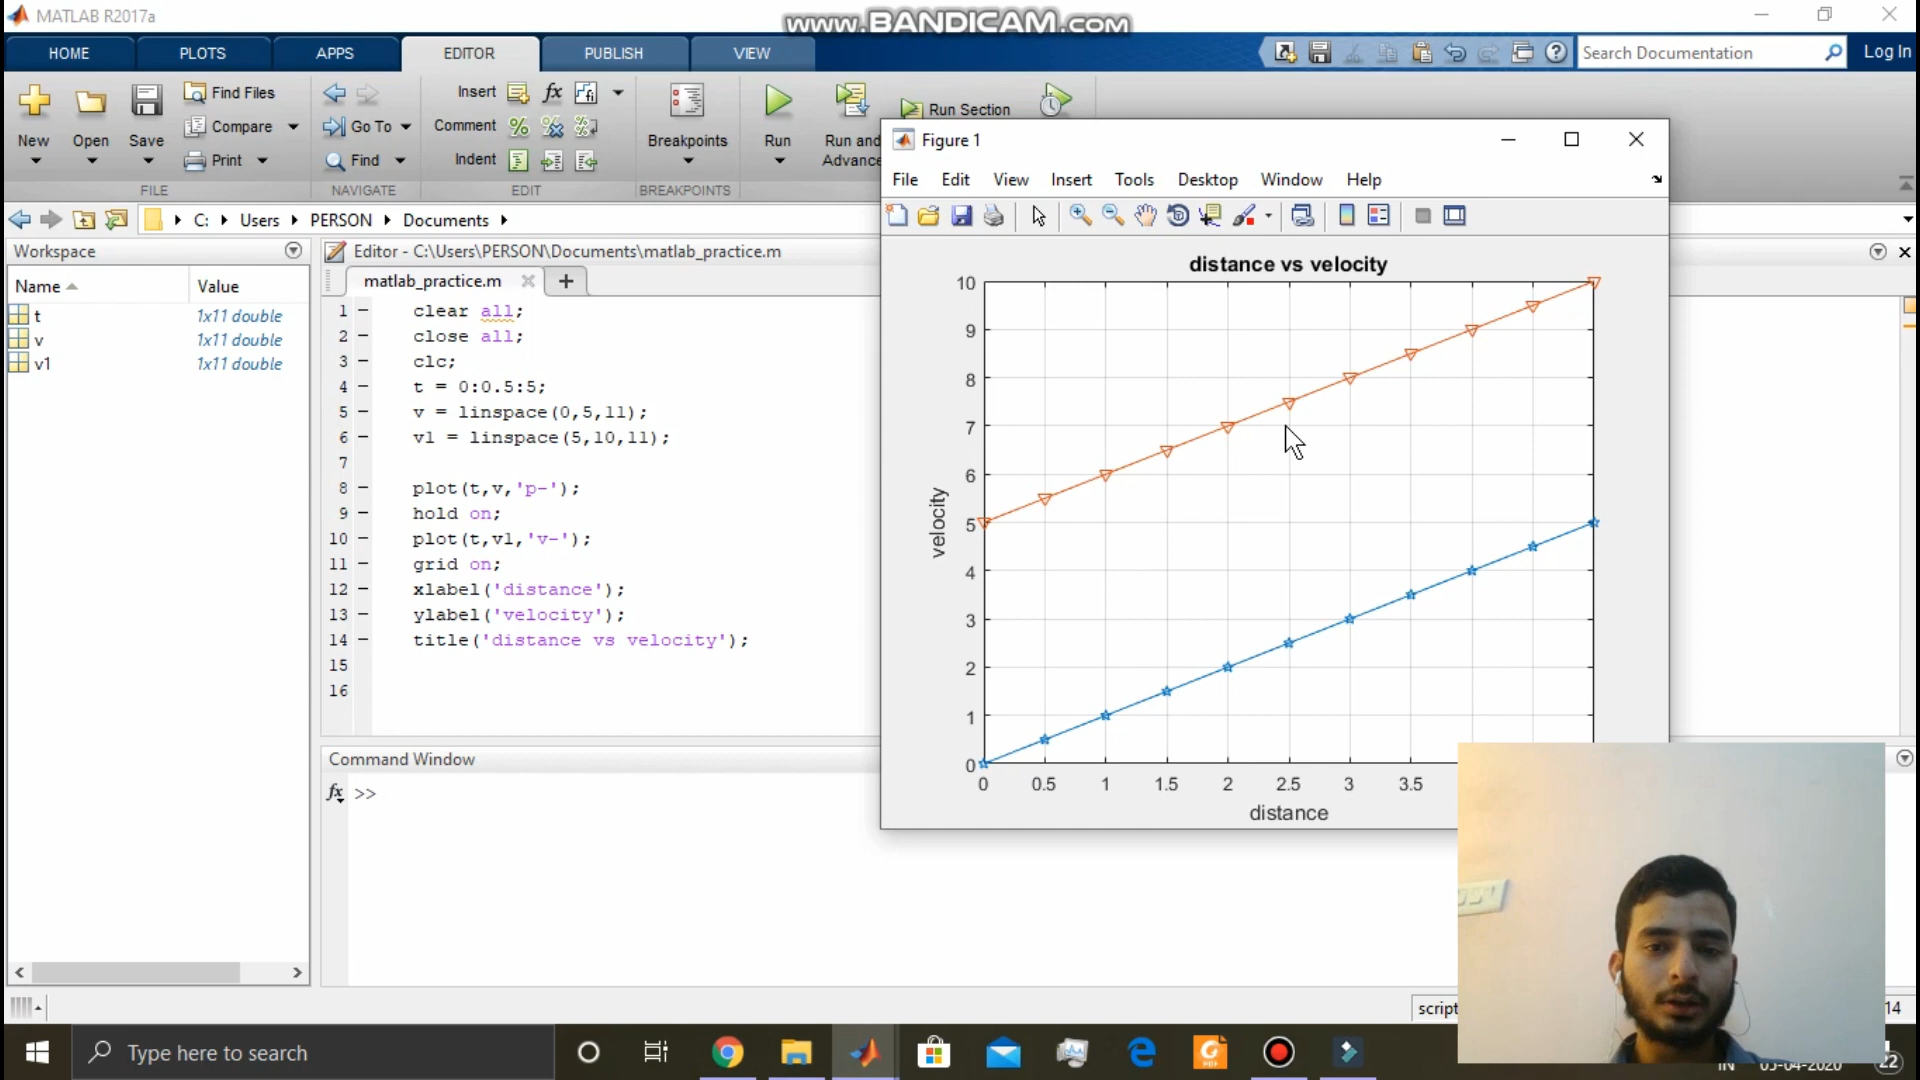 MATLAB R2017a
www.BANDICAM.com
HOME PLOTS APPS EDITOR PUBLISH VIEW
Search Documentation
Log In
New
Open
Save
Find Files
Compare
Print
FILE
Go To
Find
NAVIGATE
Insert
fx
Comment
Indent
EDIT
Breakpoints
BREAKPOINTS
Run
Run and
Advance
Run Section
C: Users PERSON Documents
Workspace
Name Value
t 1x11 double
v 1x11 double
v1 1x11 double
Editor - C:\Users\PERSON\Documents\matlab_practice.m
matlab_practice.m
1 clear all;
2 close all;
3 clc;
4 t = 0:0.5:5;
5 v = linspace(0,5,11);
6 v1 = linspace(5,10,11);
7
8 plot(t,v,'p-');
9 hold on;
10 plot(t,v1,'v-');
11 grid on;
12 xlabel('distance');
13 ylabel('velocity');
14 title('distance vs velocity');
15
16
Command Window
fx >>
Figure 1
File Edit View Insert Tools Desktop Window Help
distance vs velocity
10
9
8
7
6
5
4
3
2
1
0
velocity
0 0.5 1 1.5 2 2.5 3 3.5
distance
script
14
Type here to search
IN
05-04-2020
22